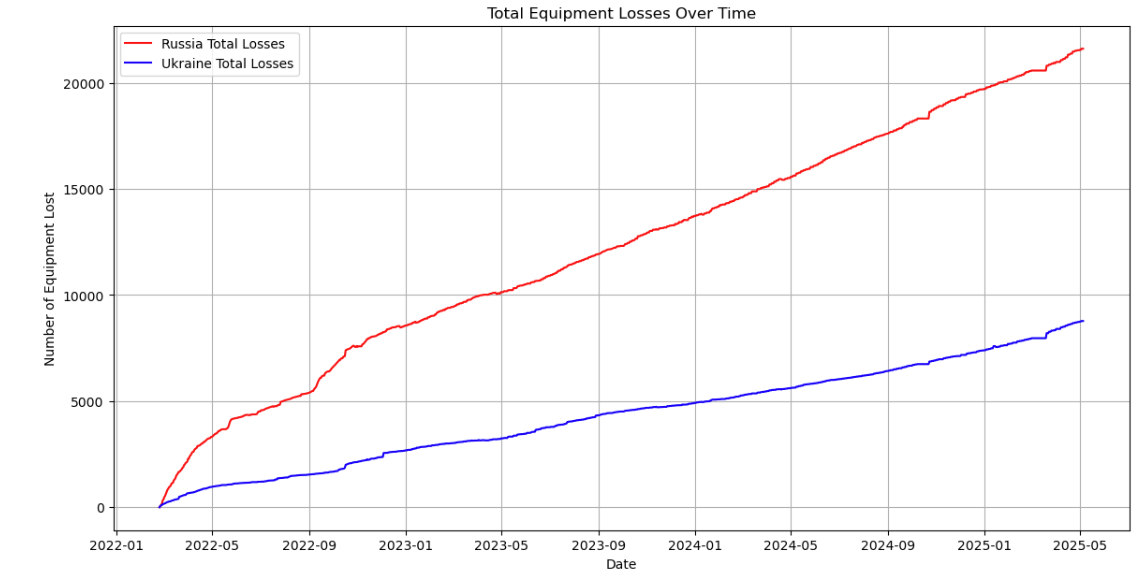 Total Equipment Losses Over Time
Russia Total Losses
Ukraine Total Losses
Number of Equipment Lost
20000
15000
10000
5000
0
2022-01 2022-05 2022-09 2023-01 2023-05 2023-09 2024-01 2024-05 2024-09 2025-01 2025-05
Date